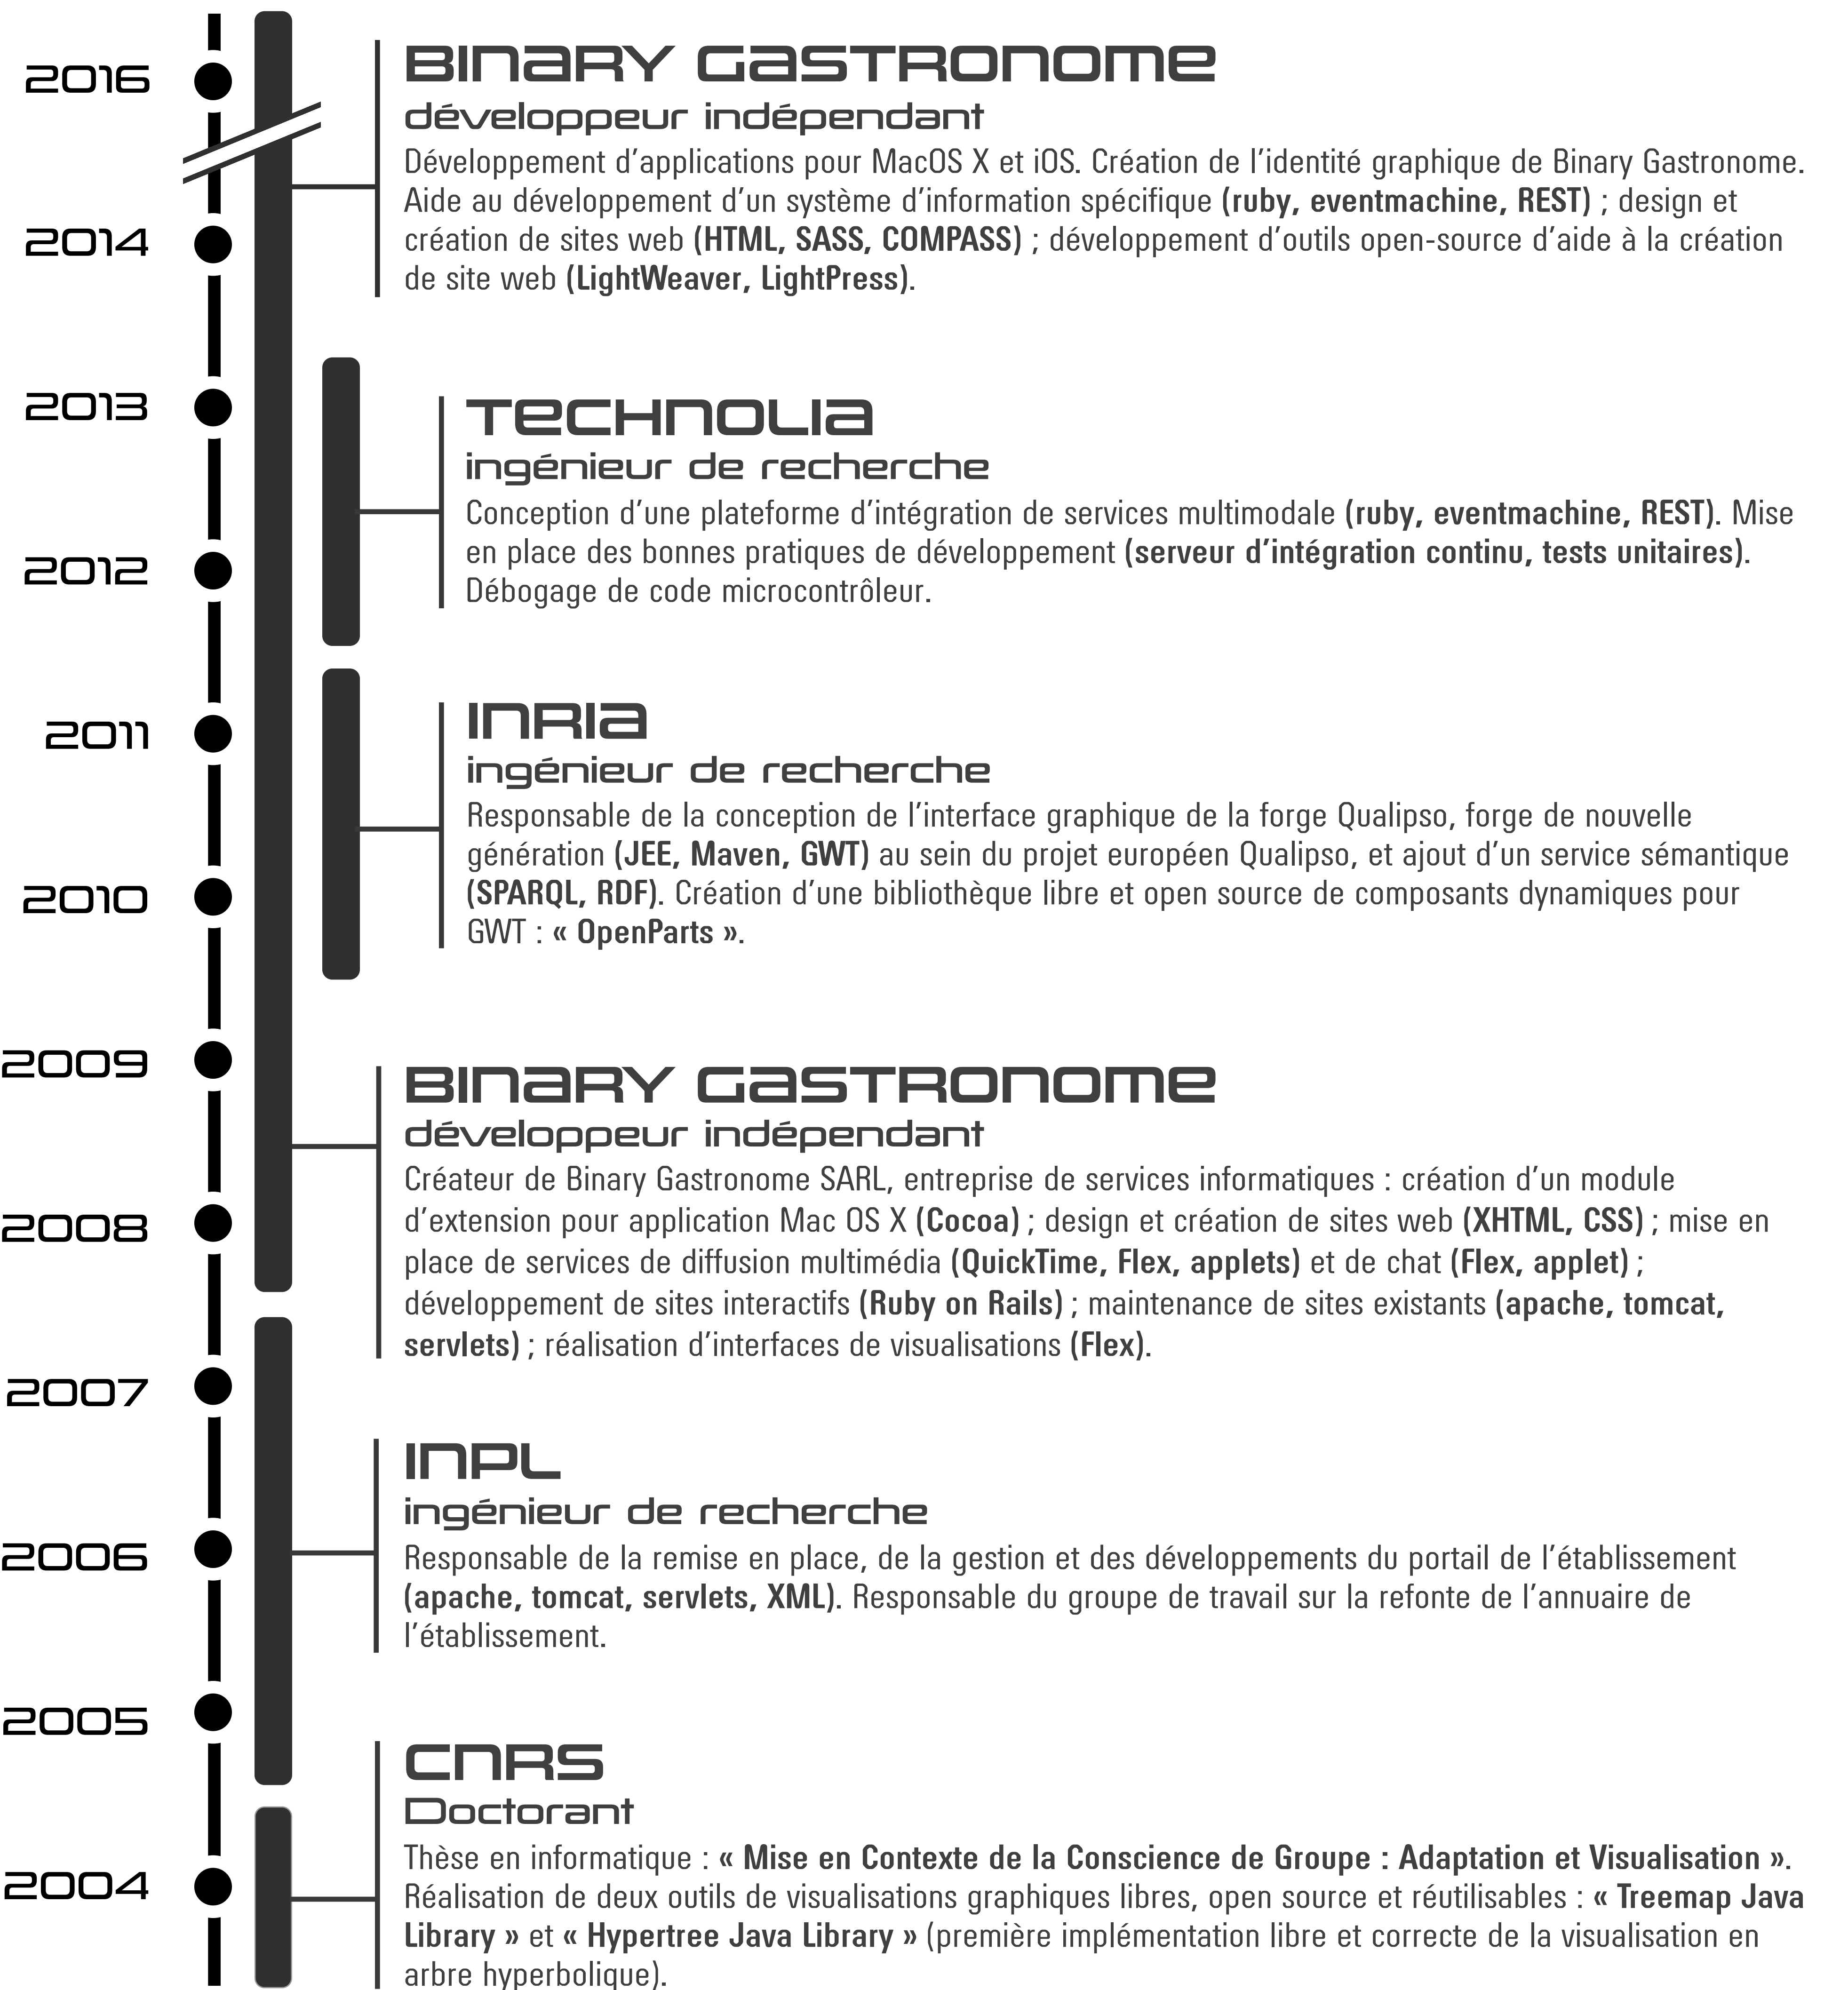 2016
BINARY GASTRONOME
développeur indépendant
Développement d’applications pour MacOS X et iOS. Création de l’identité graphique de Binary Gastronome.
Aide au développement d’un système d’information spécifique (ruby, eventmachine, REST) ; design et
création de sites web (HTML, SASS, COMPASS) ; développement d’outils open-source d’aide à la création
de site web (LightWeaver, LightPress).
2014
2013
TECHNOLIA
ingénieur de recherche
Conception d’une plateforme d’intégration de services multimodale (ruby, eventmachine, REST). Mise
en place des bonnes pratiques de développement (serveur d’intégration continu, tests unitaires).
Débogage de code microcontrôleur.
2012
2011
INRIA
ingénieur de recherche
Responsable de la conception de l’interface graphique de la forge Qualipso, forge de nouvelle
génération (JEE, Maven, GWT) au sein du projet européen Qualipso, et ajout d’un service sémantique
(SPARQL, RDF). Création d’une bibliothèque libre et open source de composants dynamiques pour
GWT : « OpenParts ».
2010
2009
BINARY GASTRONOME
développeur indépendant
Créateur de Binary Gastronome SARL, entreprise de services informatiques : création d’un module
d’extension pour application Mac OS X (Cocoa) ; design et création de sites web (XHTML, CSS) ; mise en
place de services de diffusion multimédia (QuickTime, Flex, applets) et de chat (Flex, applet) ;
développement de sites interactifs (Ruby on Rails) ; maintenance de sites existants (apache, tomcat,
servlets) ; réalisation d’interfaces de visualisations (Flex).
2008
2007
INPL
ingénieur de recherche
Responsable de la remise en place, de la gestion et des développements du portail de l’établissement
(apache, tomcat, servlets, XML). Responsable du groupe de travail sur la refonte de l’annuaire de
l’établissement.
2006
2005
CNRS
Doctorant
Thèse en informatique : « Mise en Contexte de la Conscience de Groupe : Adaptation et Visualisation ».
Réalisation de deux outils de visualisations graphiques libres, open source et réutilisables : « Treemap Java
Library » et « Hypertree Java Library » (première implémentation libre et correcte de la visualisation en
arbre hyperbolique).
2004